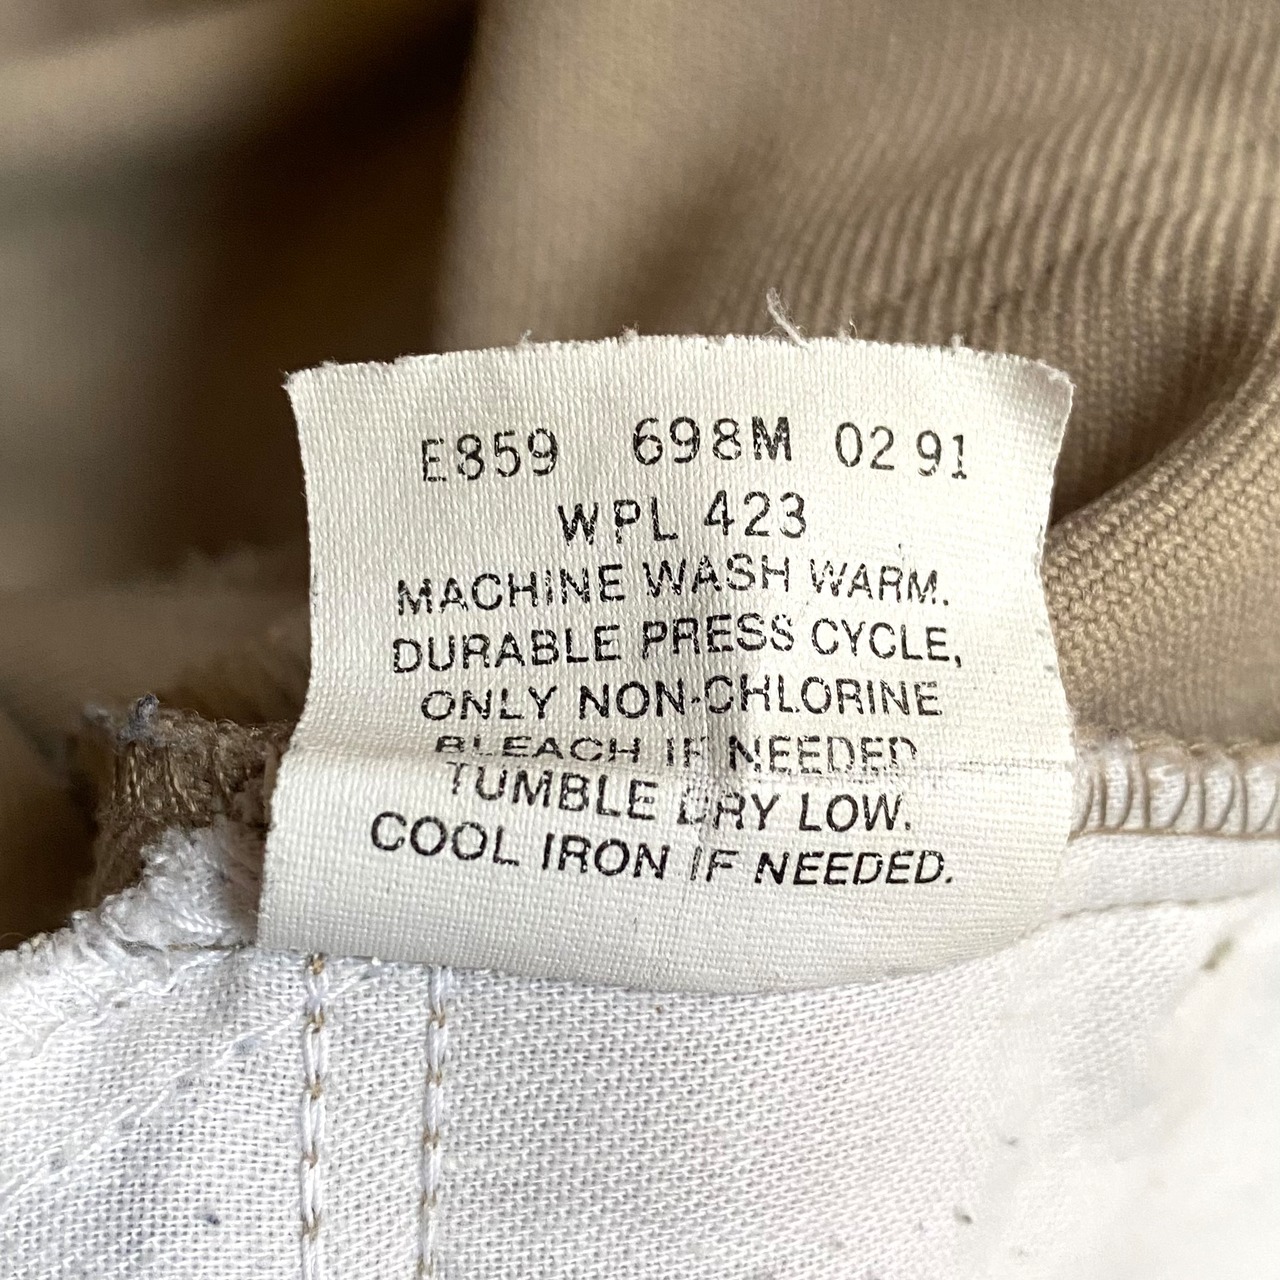 E859 698M 02 91
WPL 423
MACHINE WASH WARM.
DURABLE PRESS CYCLE,
ONLY NON-CHLORINE
BLEACH IF NEEDED
TUMBLE DRY LOW.
COOL IRON IF NEEDED.